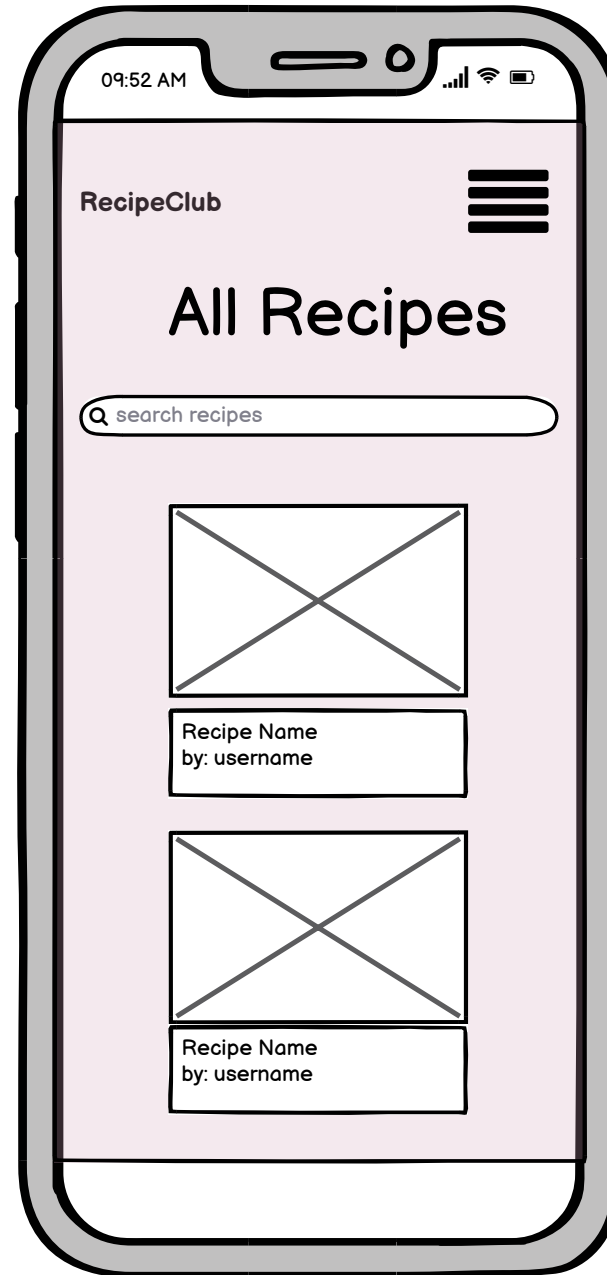 09:52 AM
RecipeClub
All Recipes
search recipes
Recipe Name
by: username
Recipe Name
by: username